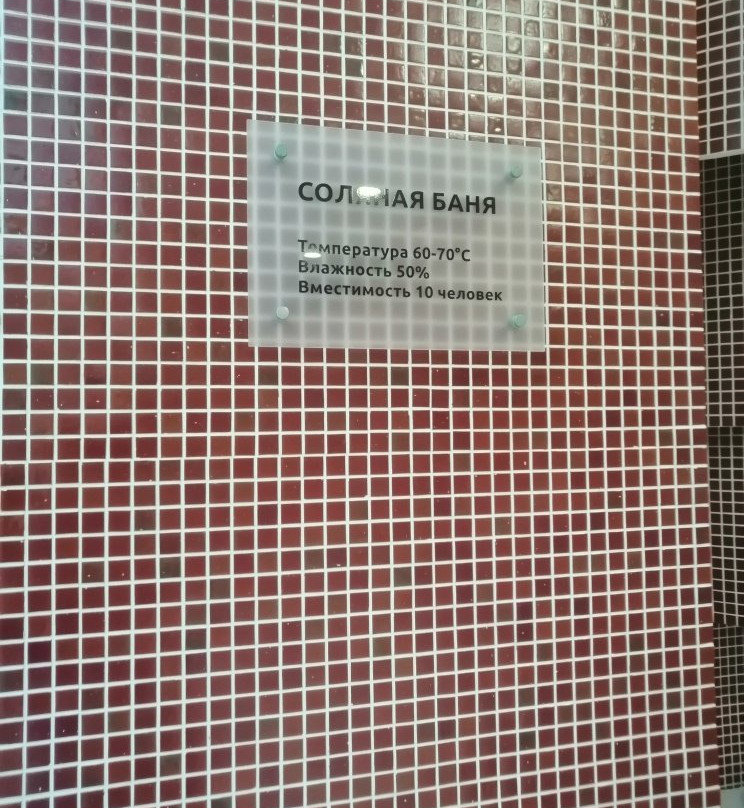 СОЛЯНАЯ БАНЯ
Температура 60-70°С
Влажность 50%
Вместимость 10 человек